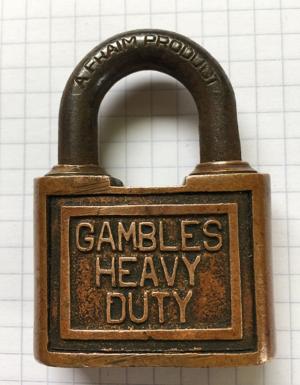 A FRAIM PRODUCT
GAMBLES
HEAVY
DUTY